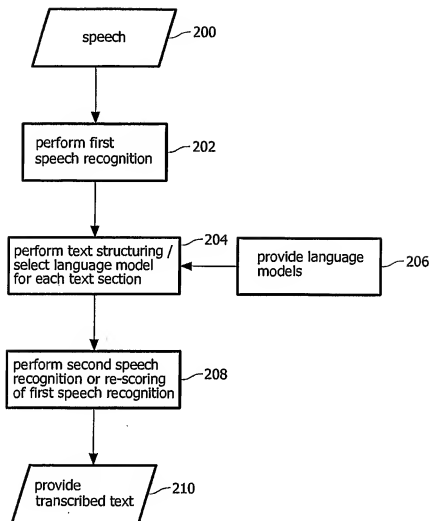 speech
200
perform first
speech recognition
202
perform text structuring /
select language model
for each text section
204
provide language
models
206
perform second speech
recognition or re-scoring
of first speech recognition
208
provide
transcribed text
210